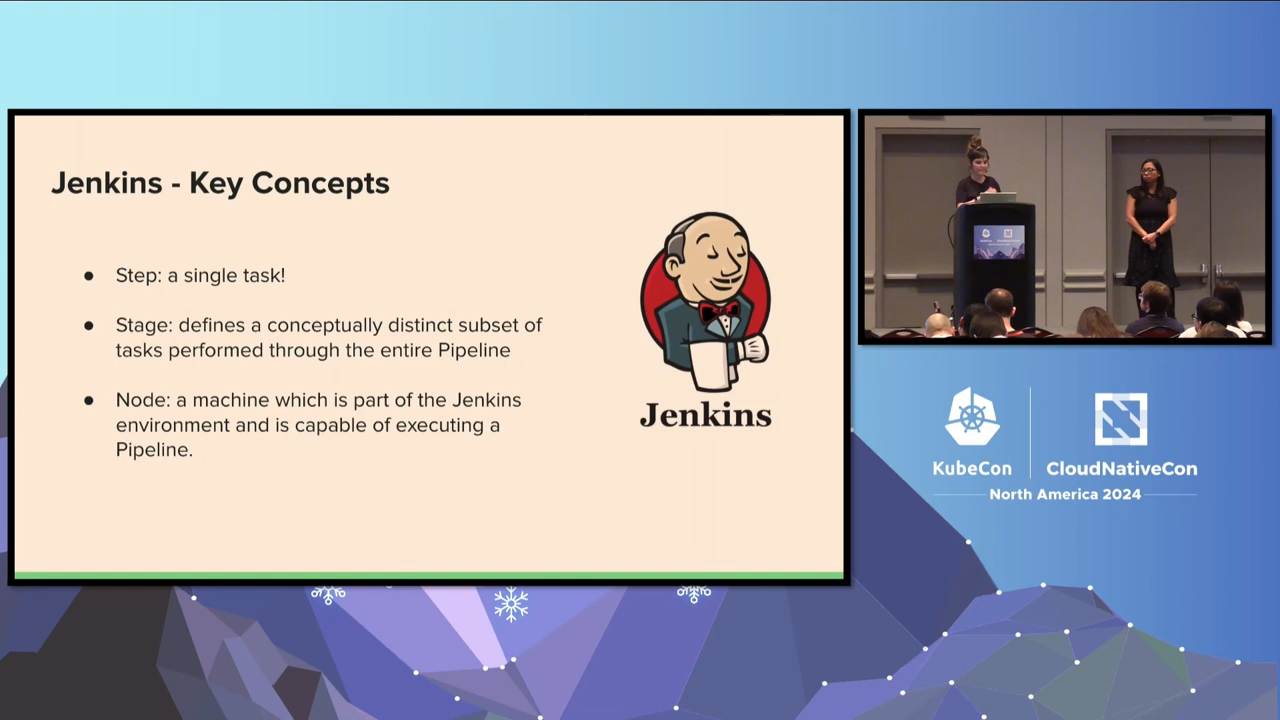 Jenkins - Key Concepts
● Step: a single task!
● Stage: defines a conceptually distinct subset of
tasks performed through the entire Pipeline
● Node: a machine which is part of the Jenkins
environment and is capable of executing a
Pipeline.
Jenkins
KubeCon
CloudNativeCon
North America 2024